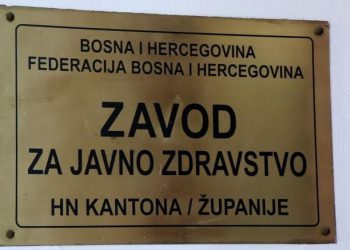 BOSNA I HERCEGOVINA
FEDERACIJA BOSNA I HERCEGOVINA
ZAVOD
ZA JAVNO ZDRAVSTVO
HN KANTONA / ŽUPANIJE